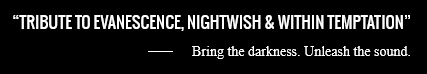 “TRIBUTE TO EVANESCENCE, NIGHTWISH & WITHIN TEMPTATION”
Bring the darkness. Unleash the sound.